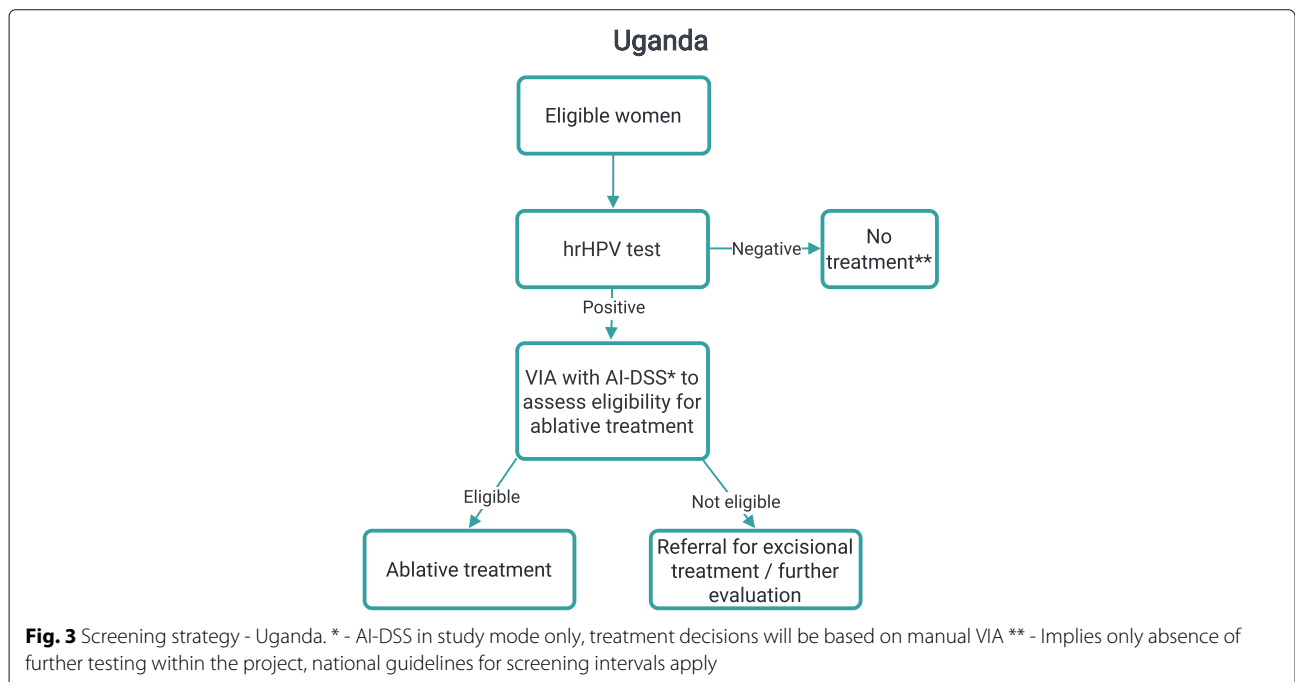 Uganda
Eligible women
hrHPV test
Negative
No
treatment**
Positive
VIA with AI-DSS* to
assess eligibility for
ablative treatment
Eligible
Not eligible
Ablative treatment
Referral for excisional
treatment / further
evaluation
Fig. 3 Screening strategy - Uganda. * - AI-DSS in study mode only, treatment decisions will be based on manual VIA ** - Implies only absence of
further testing within the project, national guidelines for screening intervals apply